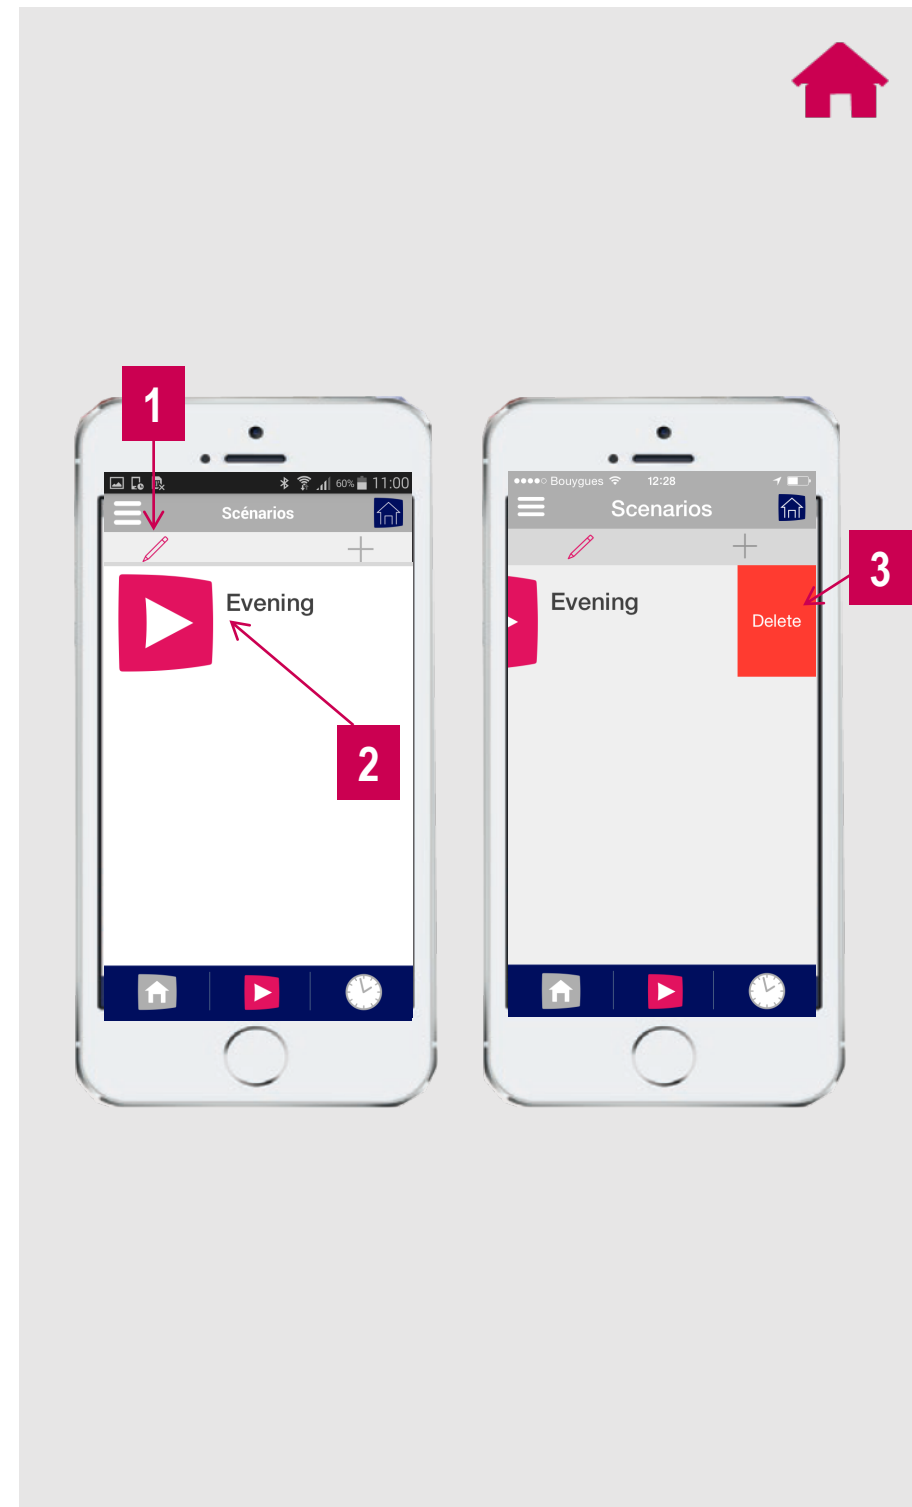 1
60% 11:00
Scénarios
Evening
2
Bouygues 12:28
Scenarios
Evening
Delete
3